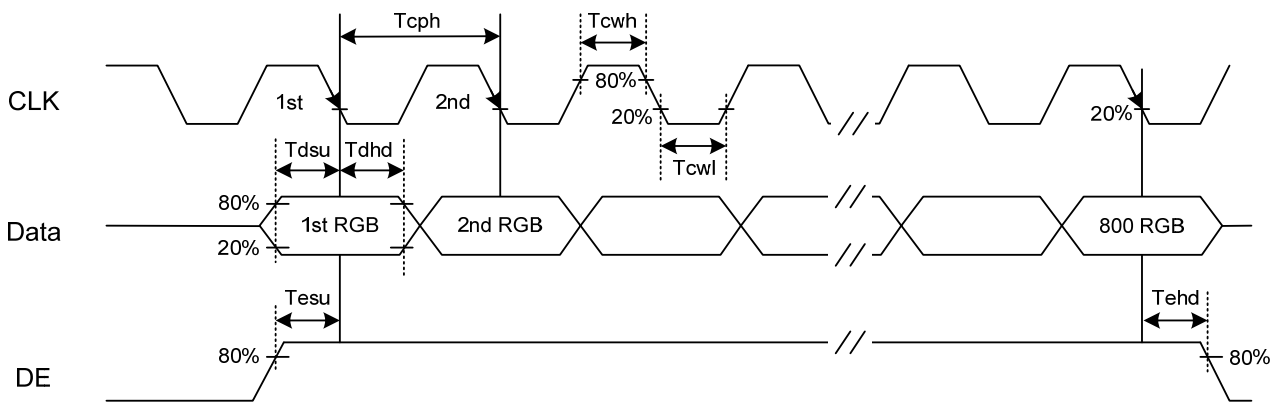 Tcph
Tcwh
CLK
1st
2nd
80%
20%
20%
Tcwl
Tdsu
Tdhd
Data
80%
20%
1st RGB
2nd RGB
800 RGB
Tesu
Tehd
DE
80%
80%